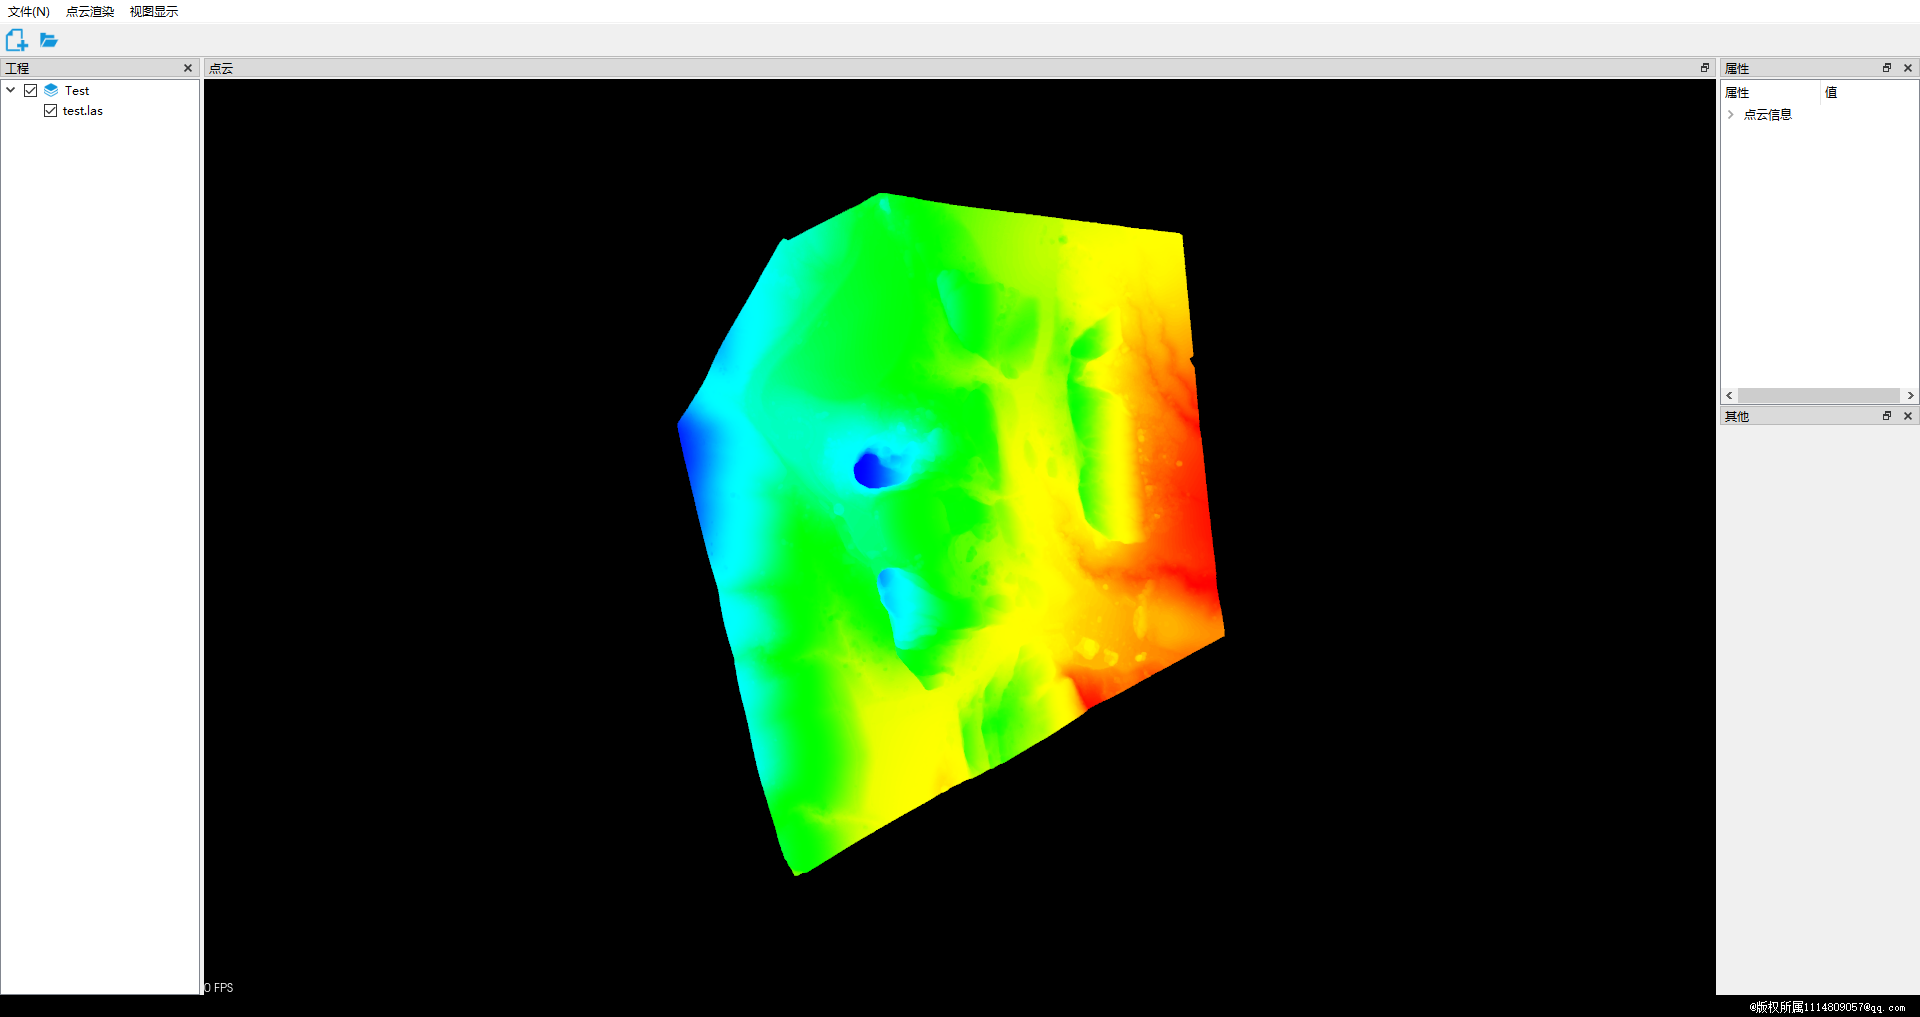 文件(N) 点云渲染 视图显示
工程
点云
属性
Test
test.las
属性 值
点云信息
其他
0 FPS
@版权所属1114809057@qq.com